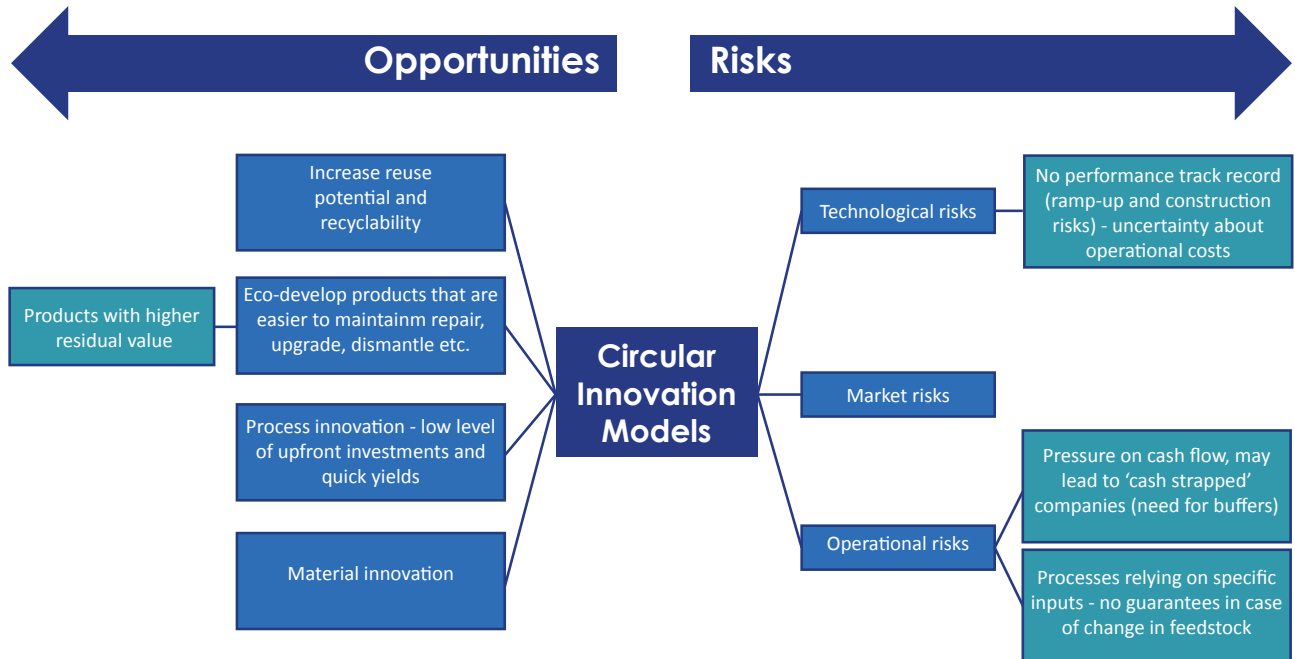 Opportunities
Risks
Increase reuse
potential and
recyclability
Products with higher
residual value
Eco-develop products that are
easier to maintainm repair,
upgrade, dismantle etc.
Process innovation - low level
of upfront investments and
quick yields
Material innovation
Circular
Innovation
Models
Technological risks
No performance track record
(ramp-up and construction
risks) - uncertainty about
operational costs
Market risks
Operational risks
Pressure on cash flow, may
lead to ‘cash strapped’
companies (need for buffers)
Processes relying on specific
inputs - no guarantees in case
of change in feedstock